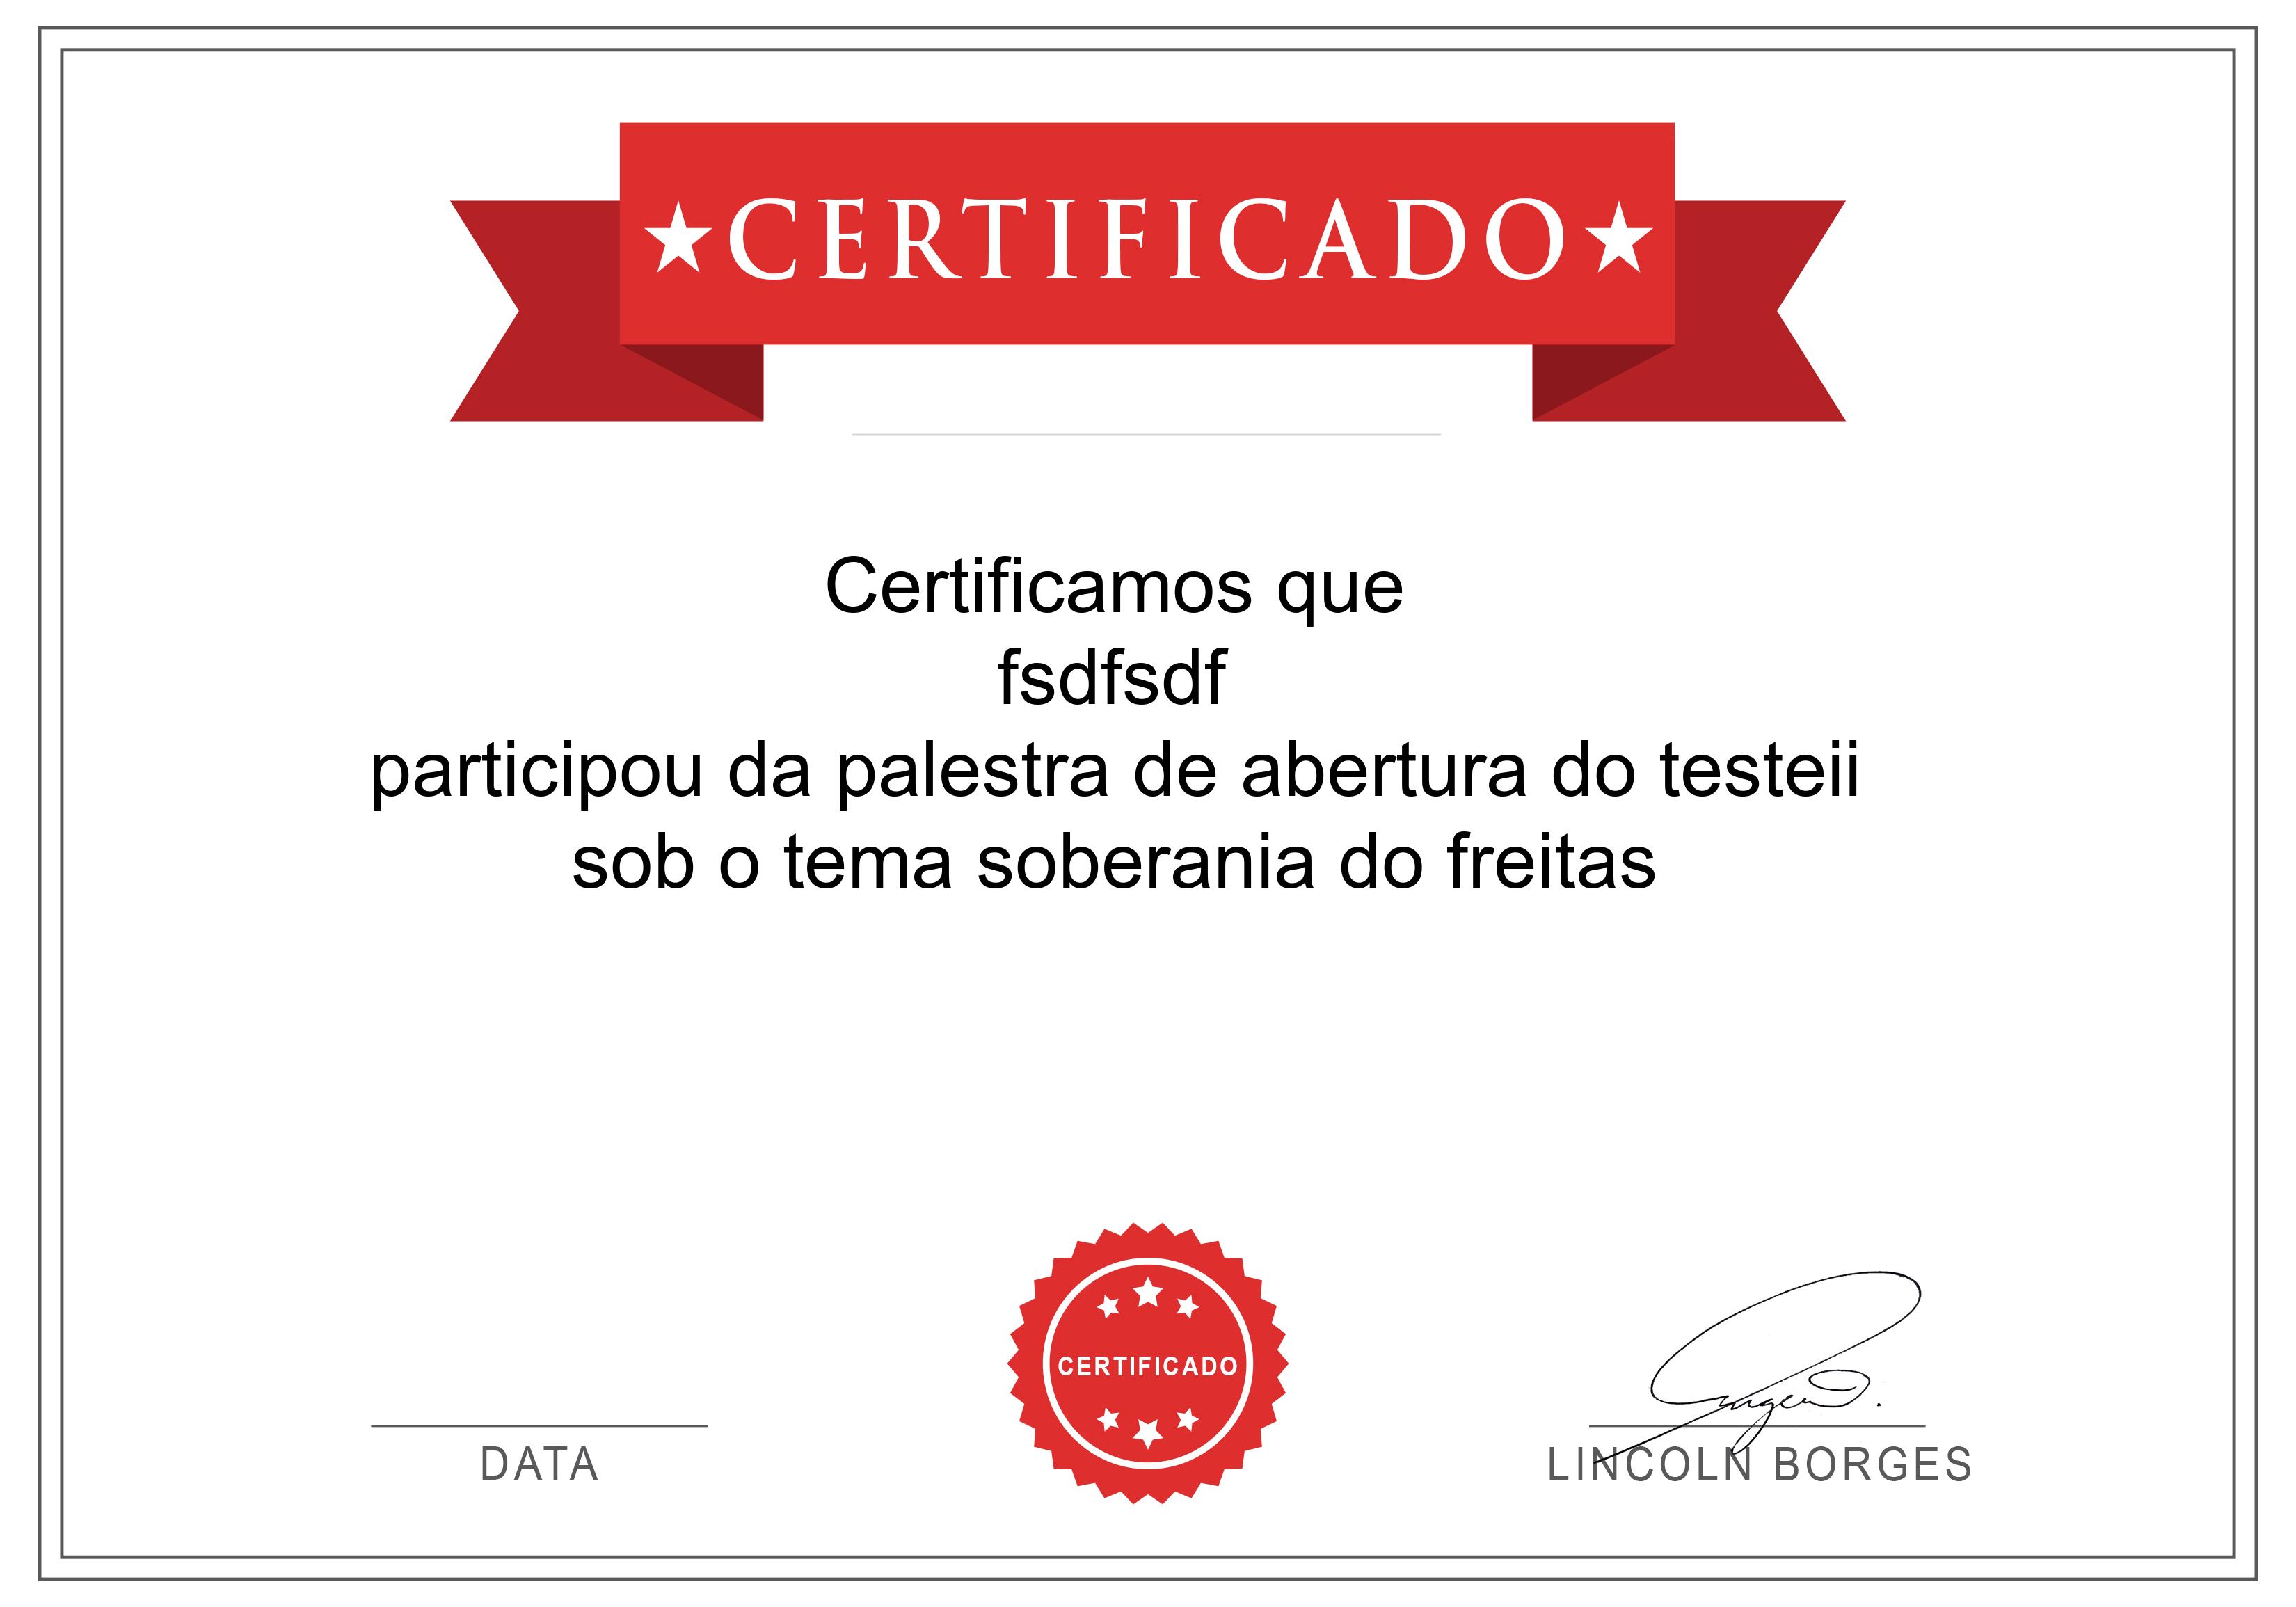 ★CERTIFICADO★
Certificamos que
fsdfsdf
participou da palestra de abertura do testeii
sob o tema soberania do freitas
CERTIFICADO
DATA
LINCOLN BORGES